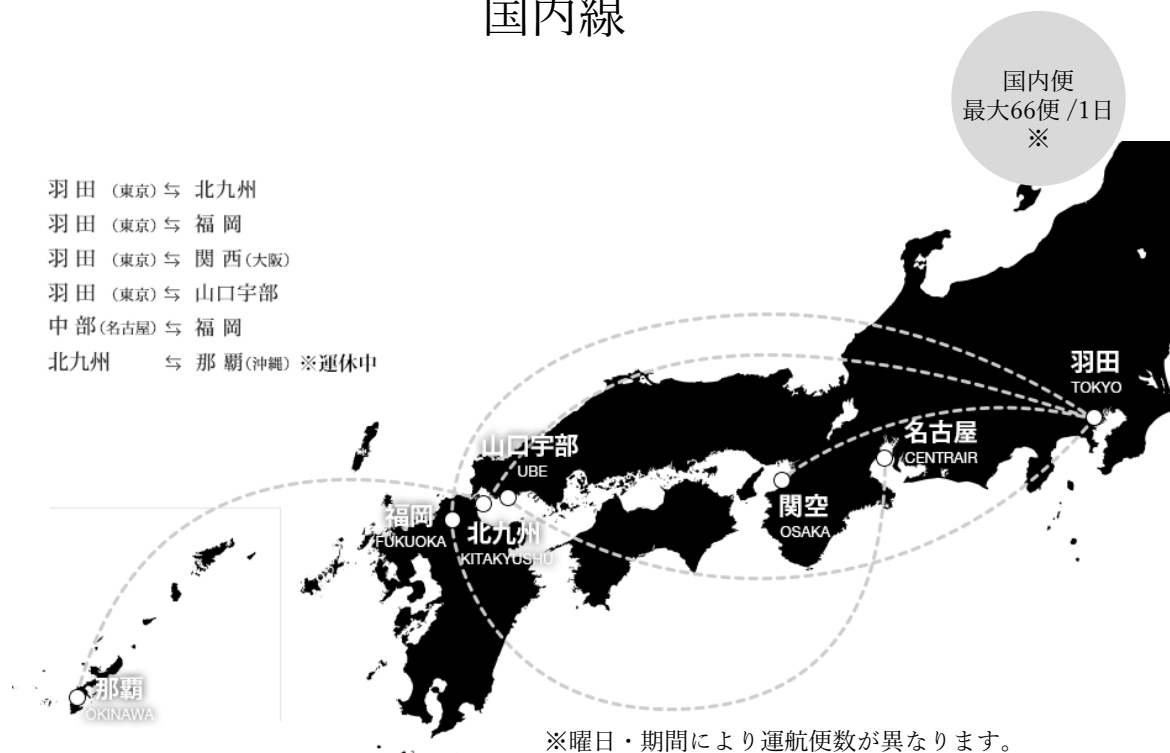 国内線
国内便
最大66便 /1日
※
羽田 (東京) ⇆ 北九州
羽田 (東京) ⇆ 福岡
羽田 (東京) ⇆ 関西(大阪)
羽田 (東京) ⇆ 山口宇部
中部(名古屋) ⇆ 福岡
北九州 ⇆ 那覇(沖縄) ※運休中
羽田
TOKYO
名古屋
CENTRAIR
山口宇部
UBE
関空
OSAKA
福岡
FUKUOKA
北九州
KITAKYUSHU
那覇
OKINAWA
※曜日・期間により運航便数が異なります。